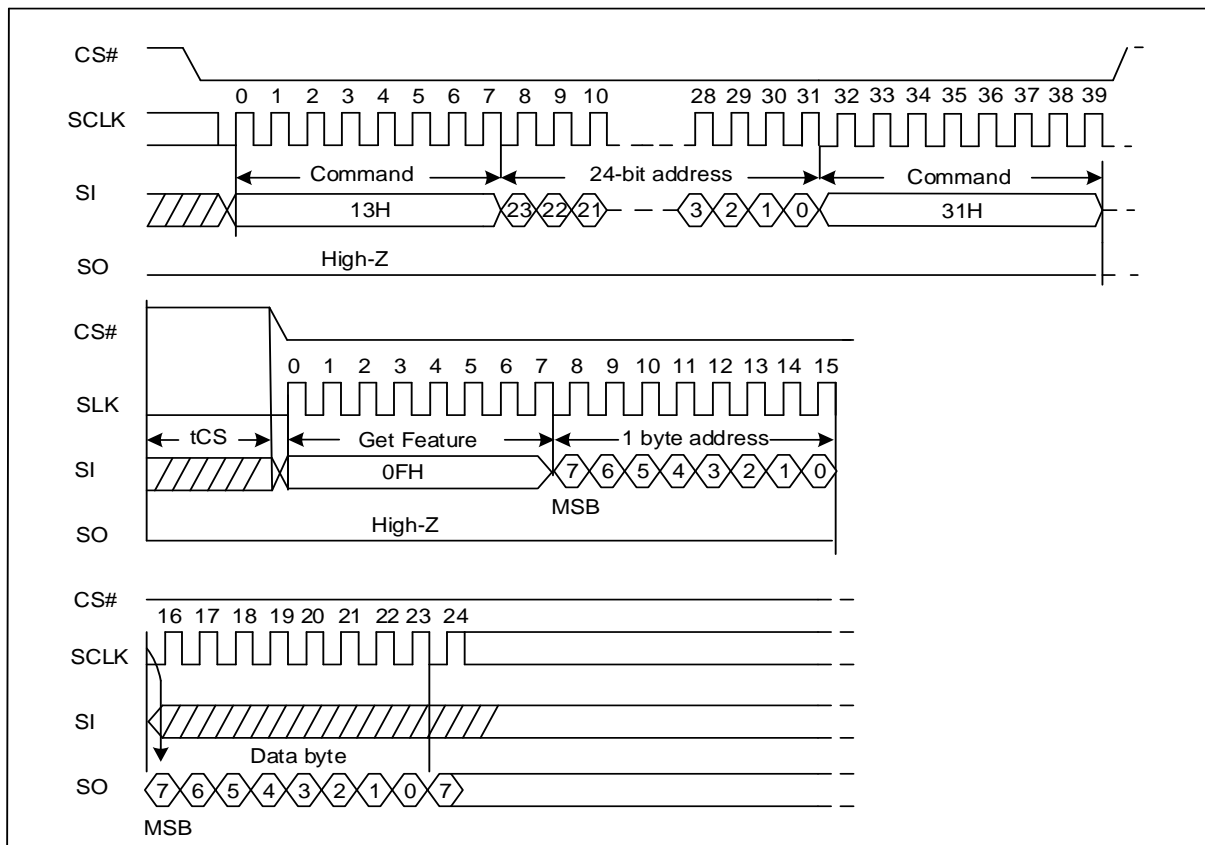 CS#
0 1 2 3 4 5 6 7 8 9 10 28 29 30 31 32 33 34 35 36 37 38 39
SCLK
Command 24-bit address Command
SI 13H 23 22 21 3 2 1 0 31H
High-Z
SO
CS#
0 1 2 3 4 5 6 7 8 9 10 11 12 13 14 15
SLK
tCS Get Feature 1 byte address
SI 0FH 7 6 5 4 3 2 1 0
MSB
High-Z
SO
CS#
16 17 18 19 20 21 22 23 24
SCLK
SI
Data byte
SO 7 6 5 4 3 2 1 0 7
MSB